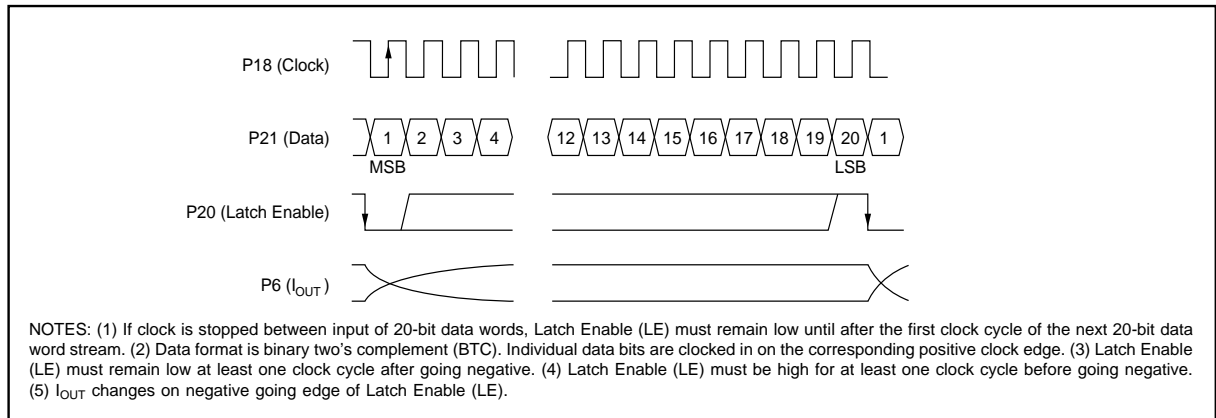 P18 (Clock)
P21 (Data)
1 2 3 4 12 13 14 15 16 17 18 19 20 1
MSB LSB
P20 (Latch Enable)
P6 (IOUT)
NOTES: (1) If clock is stopped between input of 20-bit data words, Latch Enable (LE) must remain low until after the first clock cycle of the next 20-bit data
word stream. (2) Data format is binary two's complement (BTC). Individual data bits are clocked in on the corresponding positive clock edge. (3) Latch Enable
(LE) must remain low at least one clock cycle after going negative. (4) Latch Enable (LE) must be high for at least one clock cycle before going negative.
(5) IOUT changes on negative going edge of Latch Enable (LE).